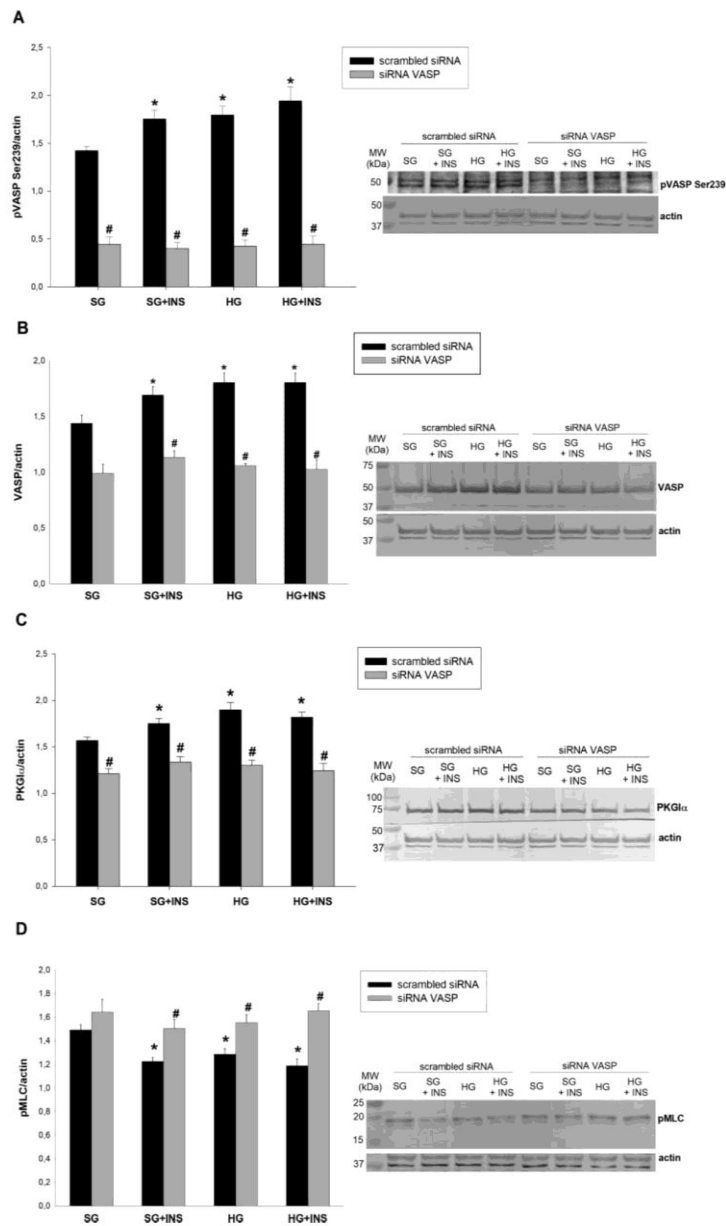 A
scrambled siRNA
siRNA VASP
pVASP Ser239/actin
2,5
2,0
1,5
1,0
0,5
0,0
*
*
*
#
#
#
#
SG
SG+INS
HG
HG+INS
scrambled siRNA
siRNA VASP
MW
(kDa)
SG
SG
+ INS
HG
HG
+ INS
SG
SG
+ INS
HG
HG
+ INS
50
pVASP Ser239
50
actin
37
B
scrambled siRNA
siRNA VASP
VASP/actin
2,0
1,5
1,0
0,5
0,0
*
*
*
#
#
#
SG
SG+INS
HG
HG+INS
scrambled siRNA
siRNA VASP
MW
(kDa)
SG
SG
+ INS
HG
HG
+ INS
SG
SG
+ INS
HG
HG
+ INS
75
50
VASP
37
50
actin
37
C
scrambled siRNA
siRNA VASP
PKGIα/actin
2,5
2,0
1,5
1,0
0,5
0,0
*
*
*
#
#
#
#
SG
SG+INS
HG
HG+INS
scrambled siRNA
siRNA VASP
MW
(kDa)
SG
SG
+ INS
HG
HG
+ INS
SG
SG
+ INS
HG
HG
+ INS
100
75
PKGIα
50
actin
37
D
scrambled siRNA
siRNA VASP
pMLC/actin
2,0
1,8
1,6
1,4
1,2
1,0
0,8
0,6
0,4
0,2
0,0
*
*
*
#
#
#
SG
SG+INS
HG
HG+INS
scrambled siRNA
siRNA VASP
MW
(kDa)
SG
SG
+ INS
HG
HG
+ INS
SG
SG
+ INS
HG
HG
+ INS
25
20
pMLC
15
actin
37